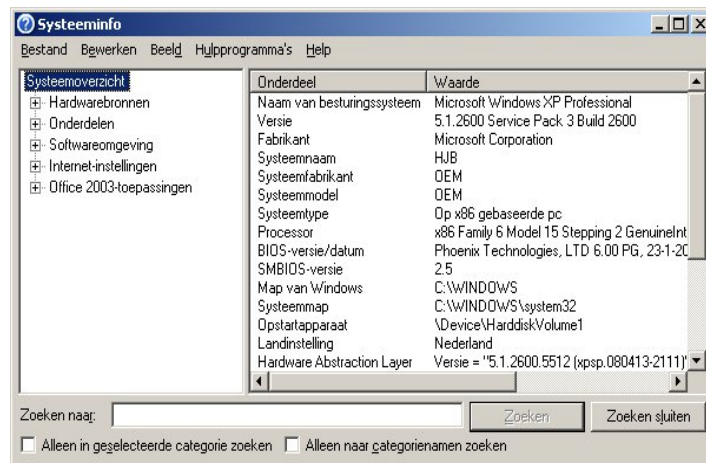 Systeeminfo
Bestand Bewerken Beeld Hulpprogramma's Help
Systeemoverzicht
Hardwarebronnen
Onderdelen
Softwareomgeving
Internet-instellingen
Office 2003-toepassingen
Onderdeel Waarde
Naam van besturingssysteem Microsoft Windows XP Professional
Versie 5.1.2600 Service Pack 3 Build 2600
Fabrikant Microsoft Corporation
Systeemnaam HJB
Systeemfabrikant OEM
Systeemmodel OEM
Systeemtype Op x86 gebaseerde pc
Processor x86 Family 6 Model 15 Stepping 2 GenuineInt
BIOS-versie/datum Phoenix Technologies, LTD 6.00 PG, 23-1-20
SMBIOS-versie 2.5
Map van Windows C:\WINDOWS
Systeemmap C:\WINDOWS\system32
Opstartapparaat \Device\HarddiskVolume1
Landinstelling Nederland
Hardware Abstraction Layer Versie = "5.1.2600.5512 (xpsp.080413-2111)"
Zoeken naar: Zoeken Zoeken sluiten
Alleen in geselecteerde categorie zoeken Alleen naar categorienamen zoeken